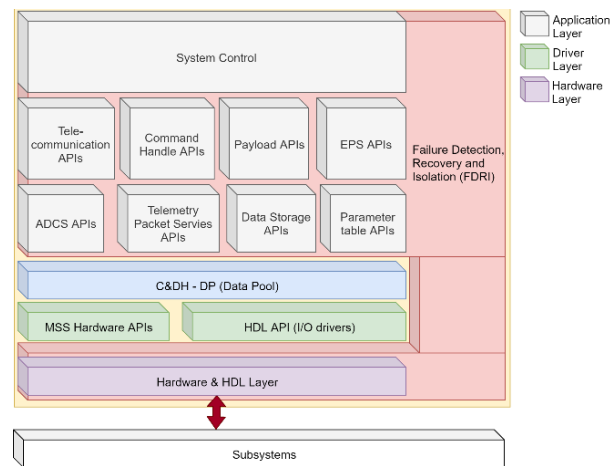 System Control
Application
Layer
Driver
Layer
Hardware
Layer
Tele-
communication
APIs
Command
Handle APIs
Payload APIs
EPS APIs
Failure Detection,
Recovery and
Isolation (FDRI)
ADCS APIs
Telemetry
Packet Servies
APIs
Data Storage
APIs
Parameter
table APIs
C&DH - DP (Data Pool)
MSS Hardware APIs
HDL API (I/O drivers)
Hardware & HDL Layer
Subsystems